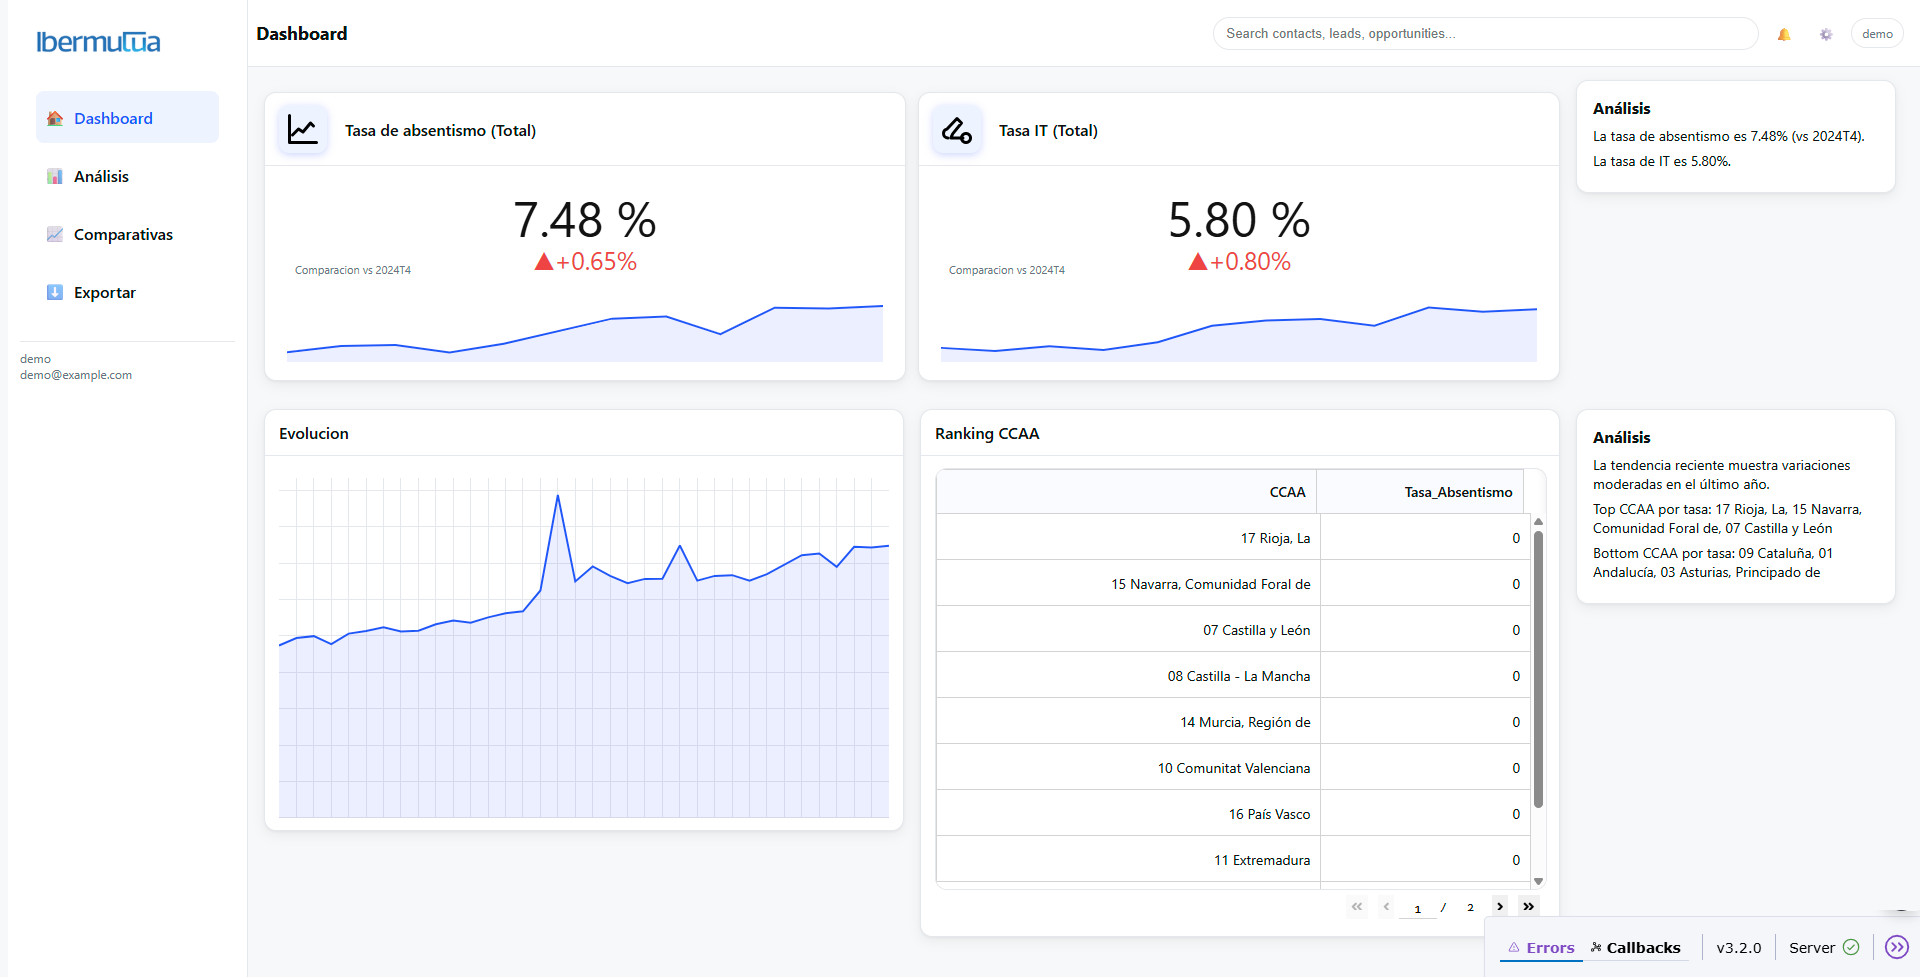 Ibermutua
Dashboard
Search contacts, leads, opportunities...
demo
Dashboard
Análisis
Comparativas
Exportar
demo
demo@example.com
Tasa de absentismo (Total)
7.48 %
▲+0.65%
Comparacion vs 2024T4
Tasa IT (Total)
5.80 %
▲+0.80%
Comparacion vs 2024T4
Análisis
La tasa de absentismo es 7.48% (vs 2024T4).
La tasa de IT es 5.80%.
Evolucion
Ranking CCAA
CCAA Tasa_Absentismo
17 Rioja, La 0
15 Navarra, Comunidad Foral de 0
07 Castilla y León 0
08 Castilla - La Mancha 0
14 Murcia, Región de 0
10 Comunitat Valenciana 0
16 País Vasco 0
11 Extremadura 0
1 / 2
Análisis
La tendencia reciente muestra variaciones
moderadas en el último año.
Top CCAA por tasa: 17 Rioja, La, 15 Navarra,
Comunidad Foral de, 07 Castilla y León
Bottom CCAA por tasa: 09 Cataluña, 01
Andalucía, 03 Asturias, Principado de
Errors Callbacks v3.2.0 Server